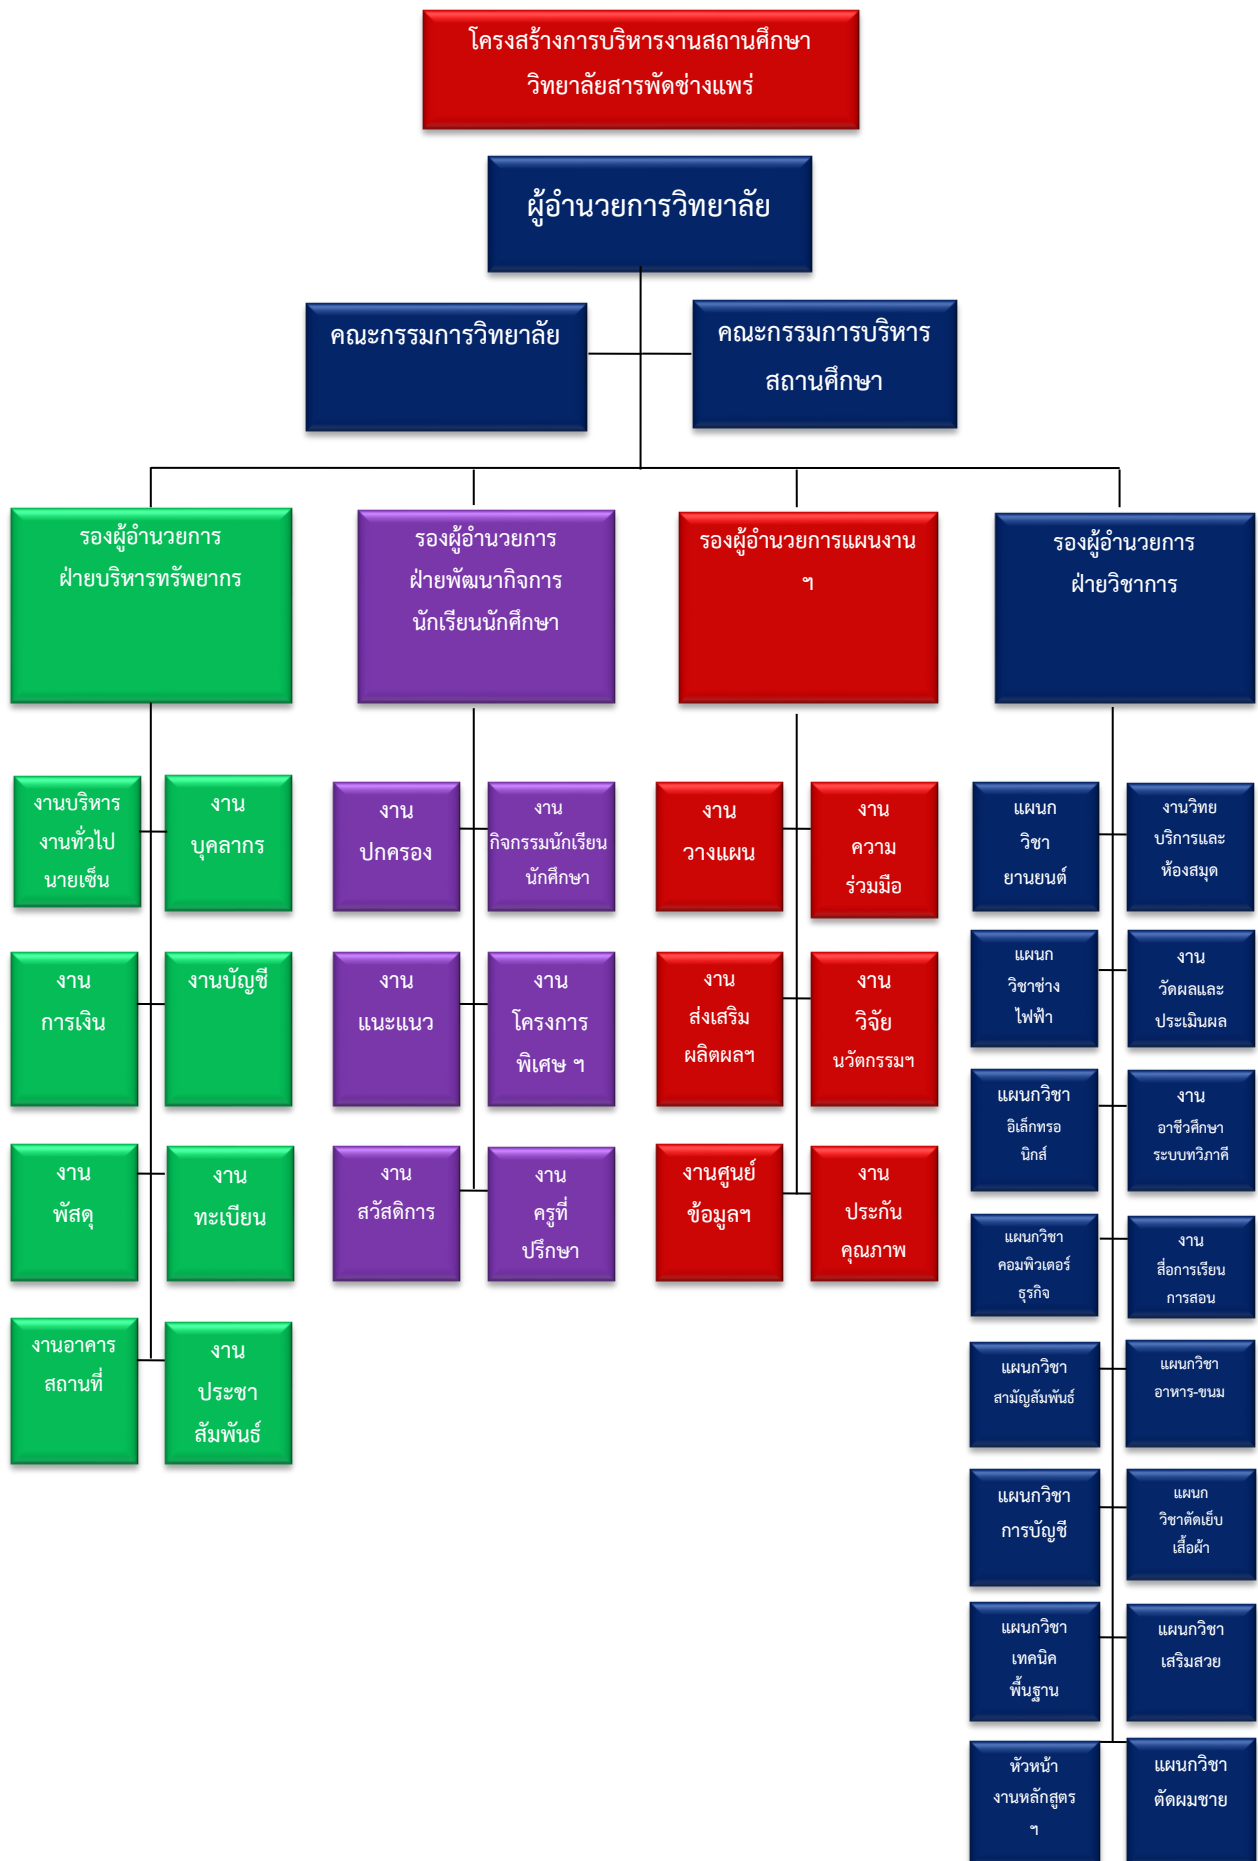 โครงสร้างการบริหารงานสถานศึกษา
วิทยาลัยสารพัดช่างแพร่
ผู้อำนวยการวิทยาลัย
คณะกรรมการวิทยาลัย
คณะกรรมการบริหาร
สถานศึกษา
รองผู้อำนวยการ
ฝ่ายบริหารทรัพยากร
รองผู้อำนวยการ
ฝ่ายพัฒนากิจการ
นักเรียนนักศึกษา
รองผู้อำนวยการแผนงาน
ฯ
รองผู้อำนวยการ
ฝ่ายวิชาการ
งานบริหาร
งานทั่วไป
นายเซ็น
งาน
บุคลากร
งาน
การเงิน
งานบัญชี
งาน
พัสดุ
งาน
ทะเบียน
งานอาคาร
สถานที่
งาน
ประชา
สัมพันธ์
งาน
ปกครอง
งาน
กิจกรรมนักเรียน
นักศึกษา
งาน
แนะแนว
งาน
โครงการ
พิเศษ ฯ
งาน
สวัสดิการ
งาน
ครูที่
ปรึกษา
งาน
วางแผน
งาน
ความ
ร่วมมือ
งาน
ส่งเสริม
ผลิตผลฯ
งาน
วิจัย
นวัตกรรมฯ
งานศูนย์
ข้อมูลฯ
งาน
ประกัน
คุณภาพ
แผนก
วิชา
ยานยนต์
งานวิทย
บริการและ
ห้องสมุด
แผนก
วิชาช่าง
ไฟฟ้า
งาน
วัดผลและ
ประเมินผล
แผนกวิชา
อิเล็กทรอ
นิกส์
งาน
อาชีวศึกษา
ระบบทวิภาคี
แผนกวิชา
คอมพิวเตอร์
ธุรกิจ
งาน
สื่อการเรียน
การสอน
แผนกวิชา
สามัญสัมพันธ์
แผนกวิชา
อาหาร-ขนม
แผนกวิชา
การบัญชี
แผนก
วิชาตัดเย็บ
เสื้อผ้า
แผนกวิชา
เทคนิค
พื้นฐาน
แผนกวิชา
เสริมสวย
หัวหน้า
งานหลักสูตร
ฯ
แผนกวิชา
ตัดผมชาย